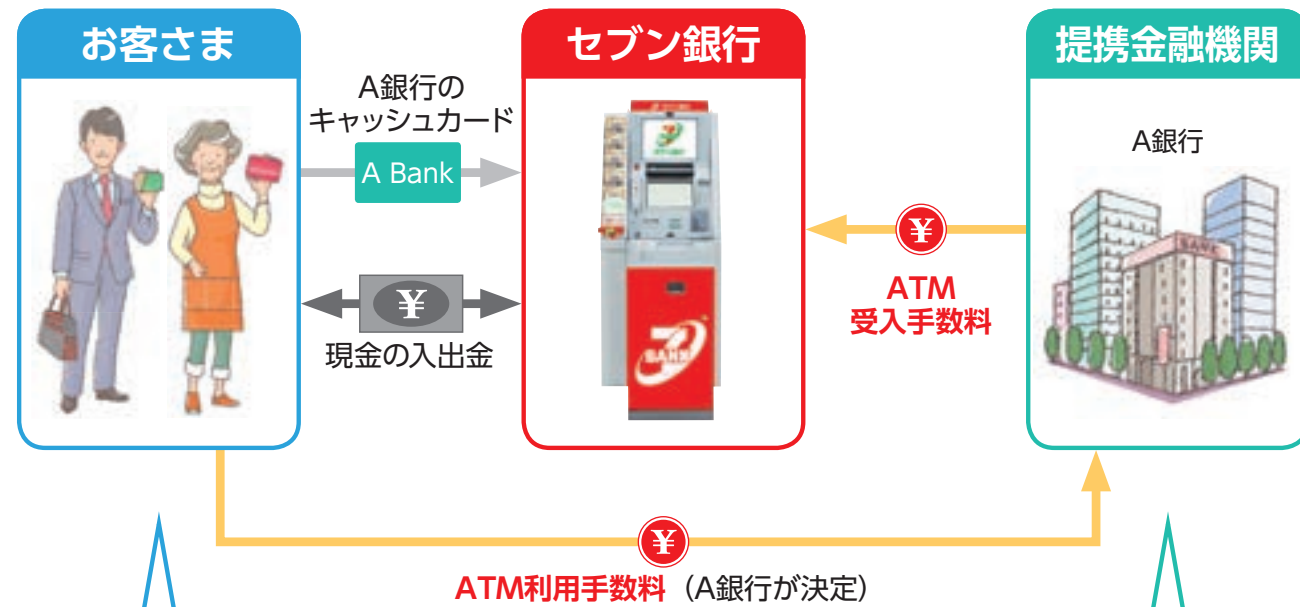 お客さま
セブン銀行
提携金融機関
A銀行の
キャッシュカード
A Bank
A銀行
BANK
¥
ATM
受入手数料
¥
現金の入出金
BANK
¥
ATM利用手数料 (A銀行が決定)